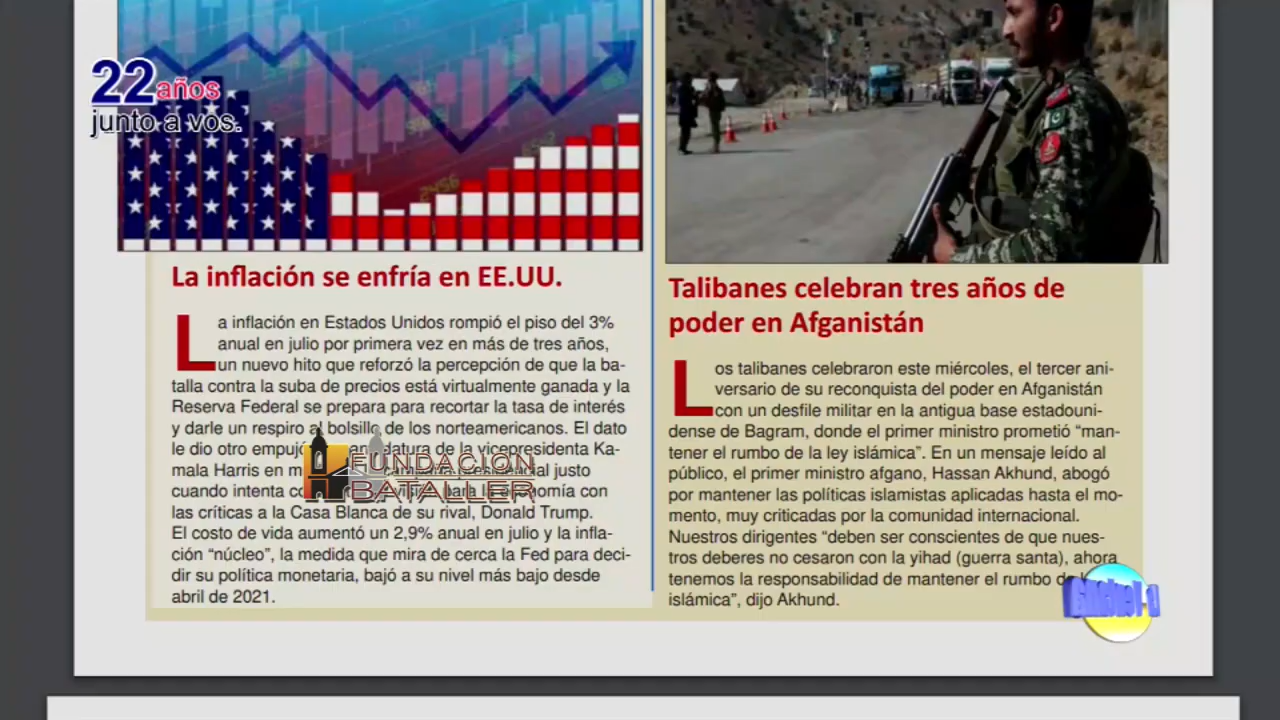 22 años
junto a vos.
La inflación se enfría en EE.UU.
La inflación en Estados Unidos rompió el piso del 3%
anual en julio por primera vez en más de tres años,
un nuevo hito que reforzó la percepción de que la ba-
talla contra la suba de precios está virtualmente ganada y la
Reserva Federal se prepara para recortar la tasa de interés
y darle un respiro al bolsillo de los norteamericanos. El dato
le dio otro empujó datura de la vicepresidenta Ka-
mala Harris en m justo
cuando intenta para la economía con
las críticas a la Casa Blanca de su rival, Donald Trump.
El costo de vida aumentó un 2,9% anual en julio y la infla-
ción “núcleo”, la medida que mira de cerca la Fed para deci-
dir su política monetaria, bajó a su nivel más bajo desde
abril de 2021.
FUNDACION
BATALLER
Talibanes celebran tres años de
poder en Afganistán
Los talibanes celebraron este miércoles, el tercer ani-
versario de su reconquista del poder en Afganistán
con un desfile militar en la antigua base estadouni-
dense de Bagram, donde el primer ministro prometió “man-
tener el rumbo de la ley islámica”. En un mensaje leído al
público, el primer ministro afgano, Hassan Akhund, abogó
por mantener las políticas islamistas aplicadas hasta el mo-
mento, muy criticadas por la comunidad internacional.
Nuestros dirigentes “deben ser conscientes de que nues-
tros deberes no cesaron con la yihad (guerra santa), ahora
tenemos la responsabilidad de mantener el rumbo
islámica”, dijo Akhund.